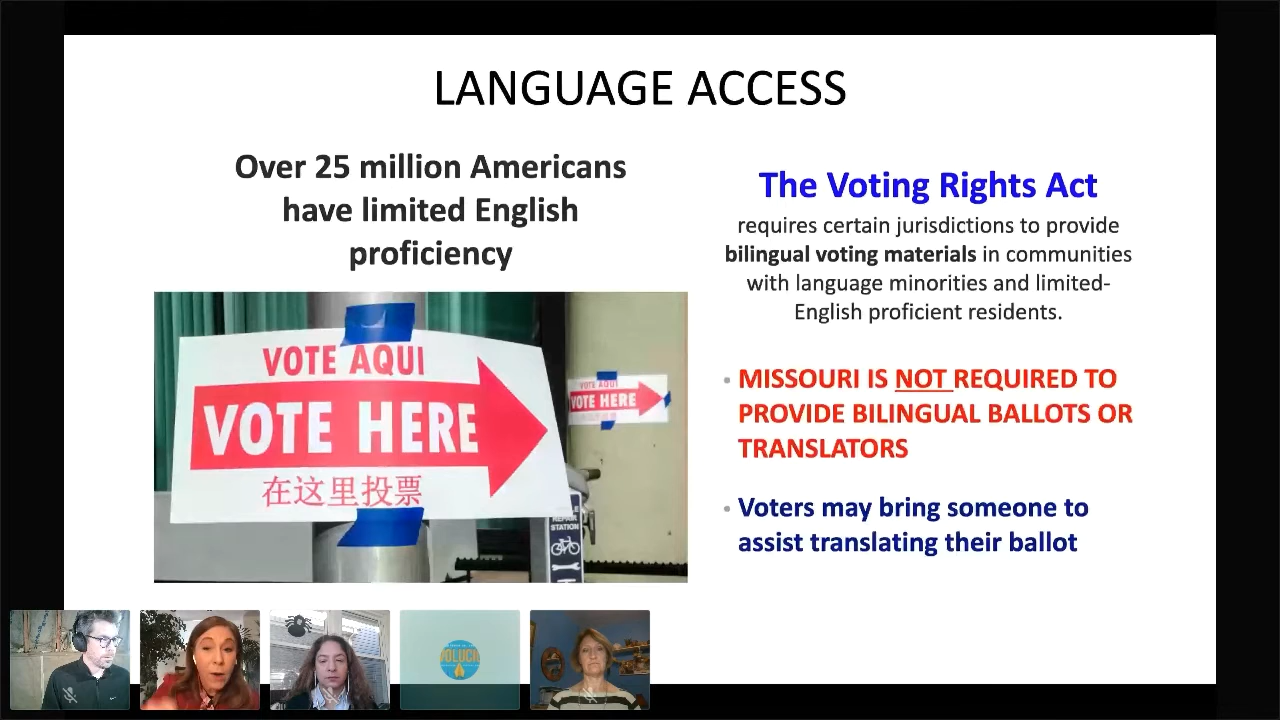 LANGUAGE ACCESS
Over 25 million Americans
have limited English
proficiency
The Voting Rights Act
requires certain jurisdictions to provide
bilingual voting materials in communities
with language minorities and limited-
English proficient residents.
• MISSOURI IS NOT REQUIRED TO
PROVIDE BILINGUAL BALLOTS OR
TRANSLATORS
• Voters may bring someone to
assist translating their ballot
VOTE AQUI
VOTE HERE
在这里投票
VOTE AQUI
VOTE HERE
REPAIR
STATION